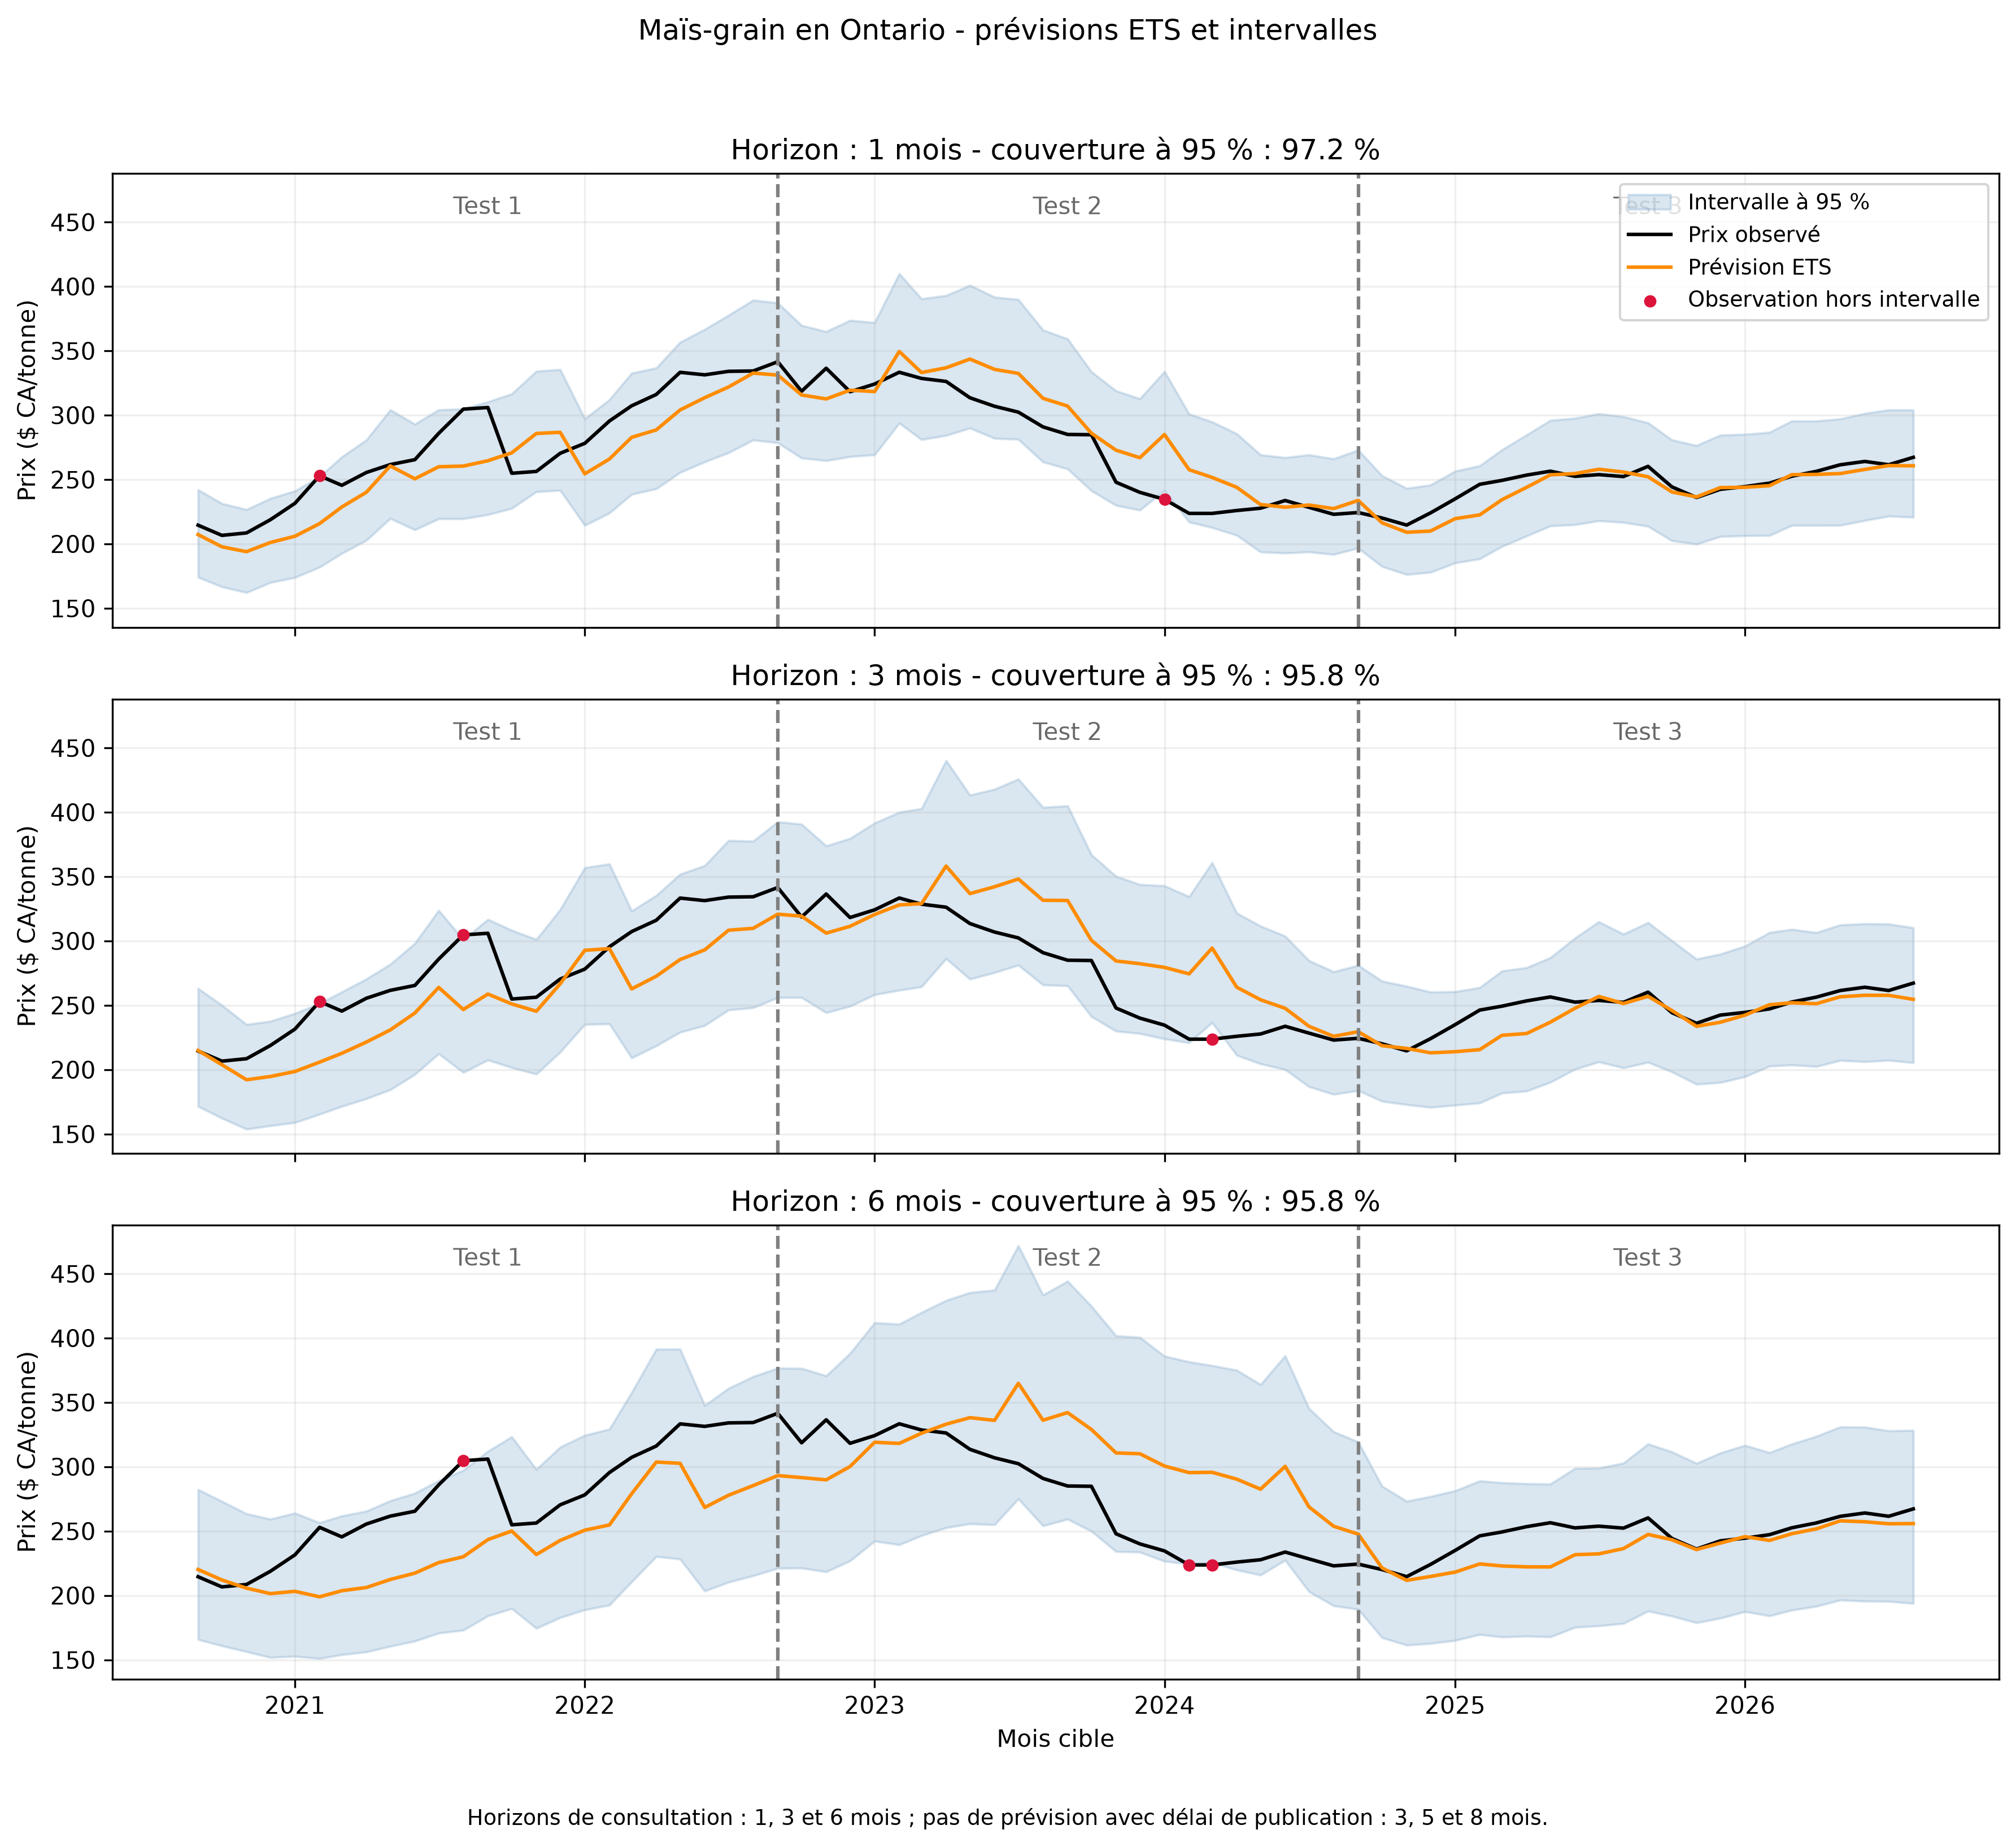 Maïs-grain en Ontario - prévisions ETS et intervalles
Horizon : 1 mois - couverture à 95 % : 97.2 %
Test 1
Test 2
Test 3
Intervalle à 95 %
Prix observé
Prévision ETS
Observation hors intervalle
Prix ($ CA/tonne)
450
400
350
300
250
200
150
Horizon : 3 mois - couverture à 95 % : 95.8 %
Test 1
Test 2
Test 3
Prix ($ CA/tonne)
450
400
350
300
250
200
150
Horizon : 6 mois - couverture à 95 % : 95.8 %
Test 1
Test 2
Test 3
Prix ($ CA/tonne)
450
400
350
300
250
200
150
2021 2022 2023 2024 2025 2026
Mois cible
Horizons de consultation : 1, 3 et 6 mois ; pas de prévision avec délai de publication : 3, 5 et 8 mois.